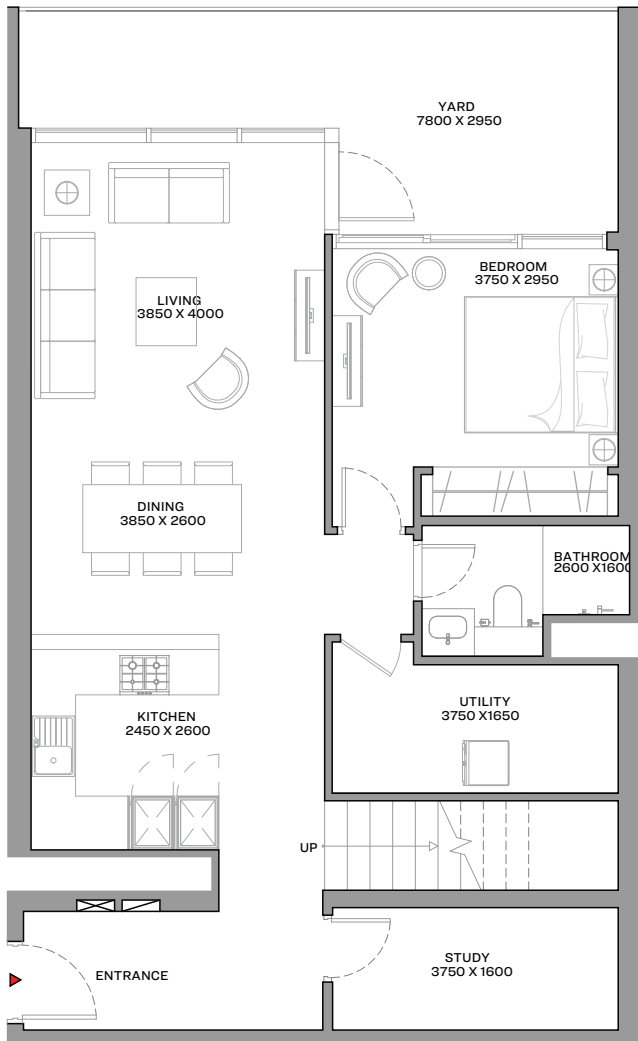 YARD
7800 X 2950
BEDROOM
3750 X 2950
LIVING
3850 X 4000
DINING
3850 X 2600
BATHROOM
2600 X1600
KITCHEN
2450 X 2600
UTILITY
3750 X1650
UP
STUDY
3750 X 1600
ENTRANCE